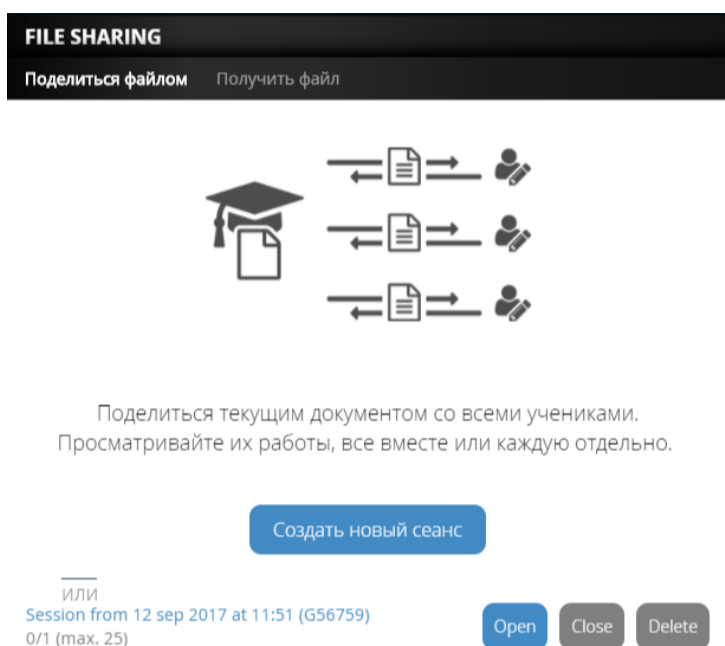 FILE SHARING
Поделиться файлом Получить файл
Поделиться текущим документом со всеми учениками.
Просматривайте их работы, все вместе или каждую отдельно.
Создать новый сеанс
ИЛИ
Session from 12 sep 2017 at 11:51 (G56759)
0/1 (max. 25)
Open Close Delete